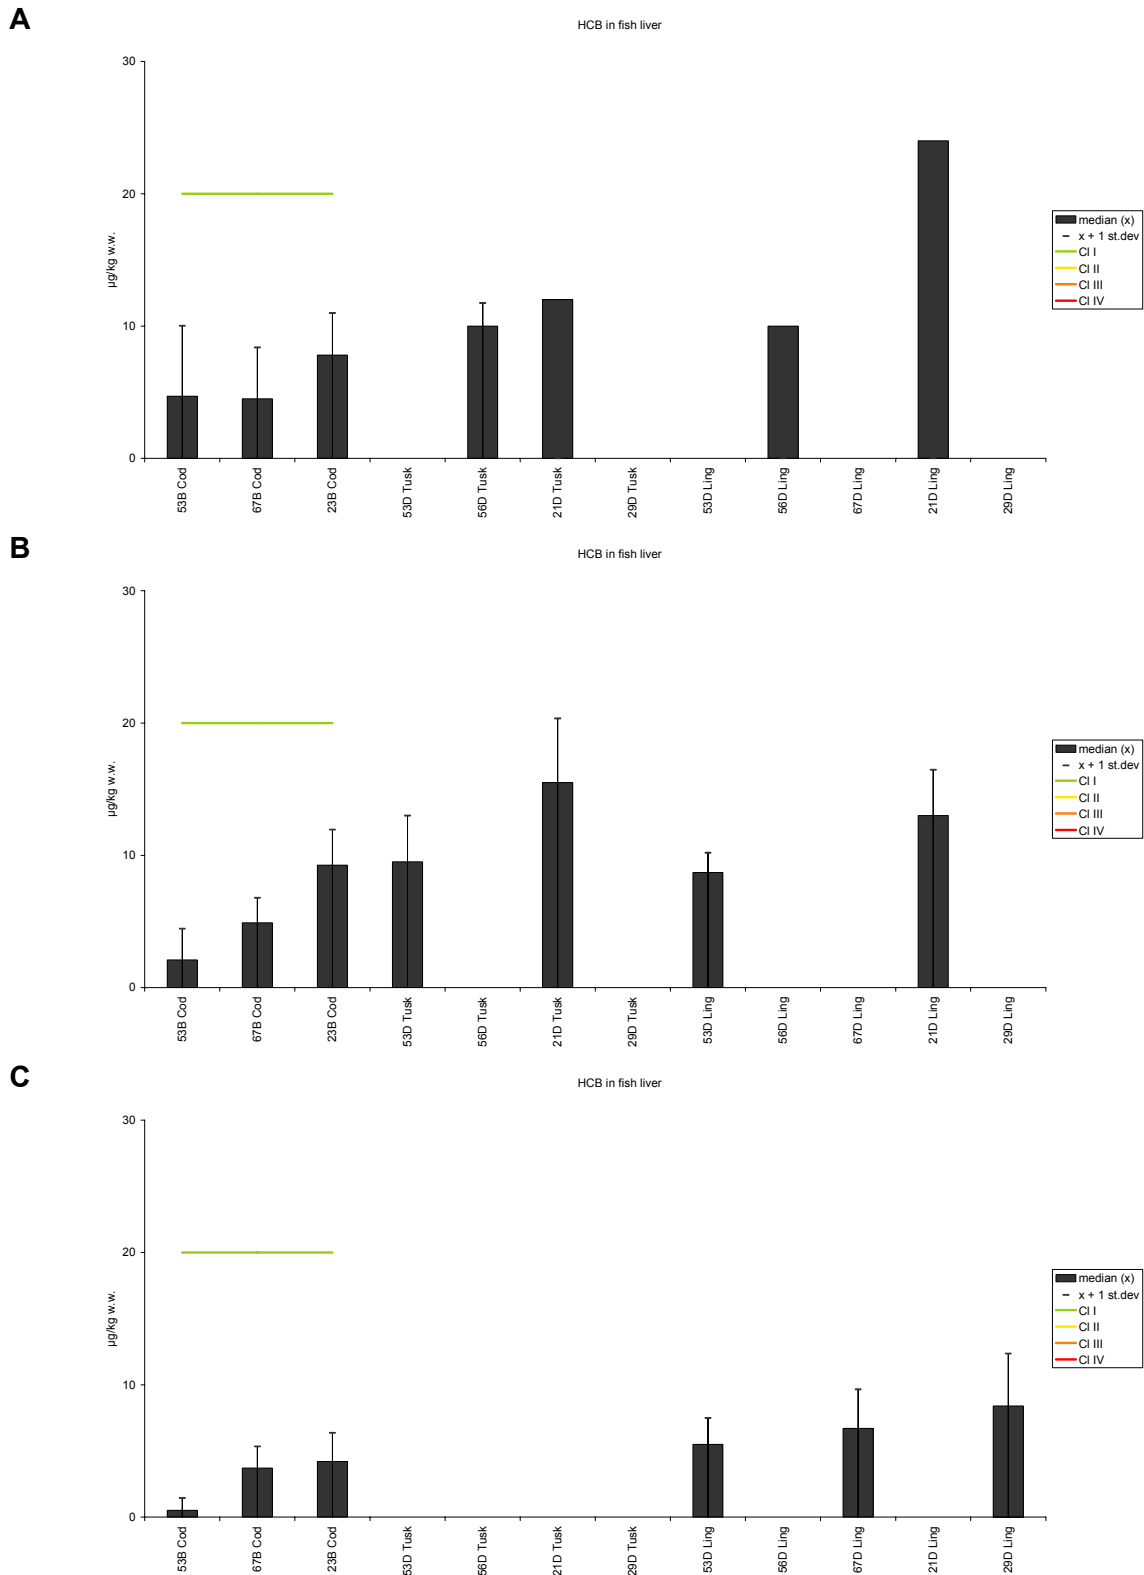 A
HCB in fish liver
30
20
10
0
µg/kg w.w.
53B Cod
67B Cod
23B Cod
53D Tusk
56D Tusk
21D Tusk
29D Tusk
53D Ling
56D Ling
67D Ling
21D Ling
29D Ling
median (x)
x + 1 st.dev
Cl I
Cl II
Cl III
Cl IV
B
HCB in fish liver
30
20
10
0
µg/kg w.w.
53B Cod
67B Cod
23B Cod
53D Tusk
56D Tusk
21D Tusk
29D Tusk
53D Ling
56D Ling
67D Ling
21D Ling
29D Ling
median (x)
x + 1 st.dev
Cl I
Cl II
Cl III
Cl IV
C
HCB in fish liver
30
20
10
0
µg/kg w.w.
53B Cod
67B Cod
23B Cod
53D Tusk
56D Tusk
21D Tusk
29D Tusk
53D Ling
56D Ling
67D Ling
21D Ling
29D Ling
median (x)
x + 1 st.dev
Cl I
Cl II
Cl III
Cl IV